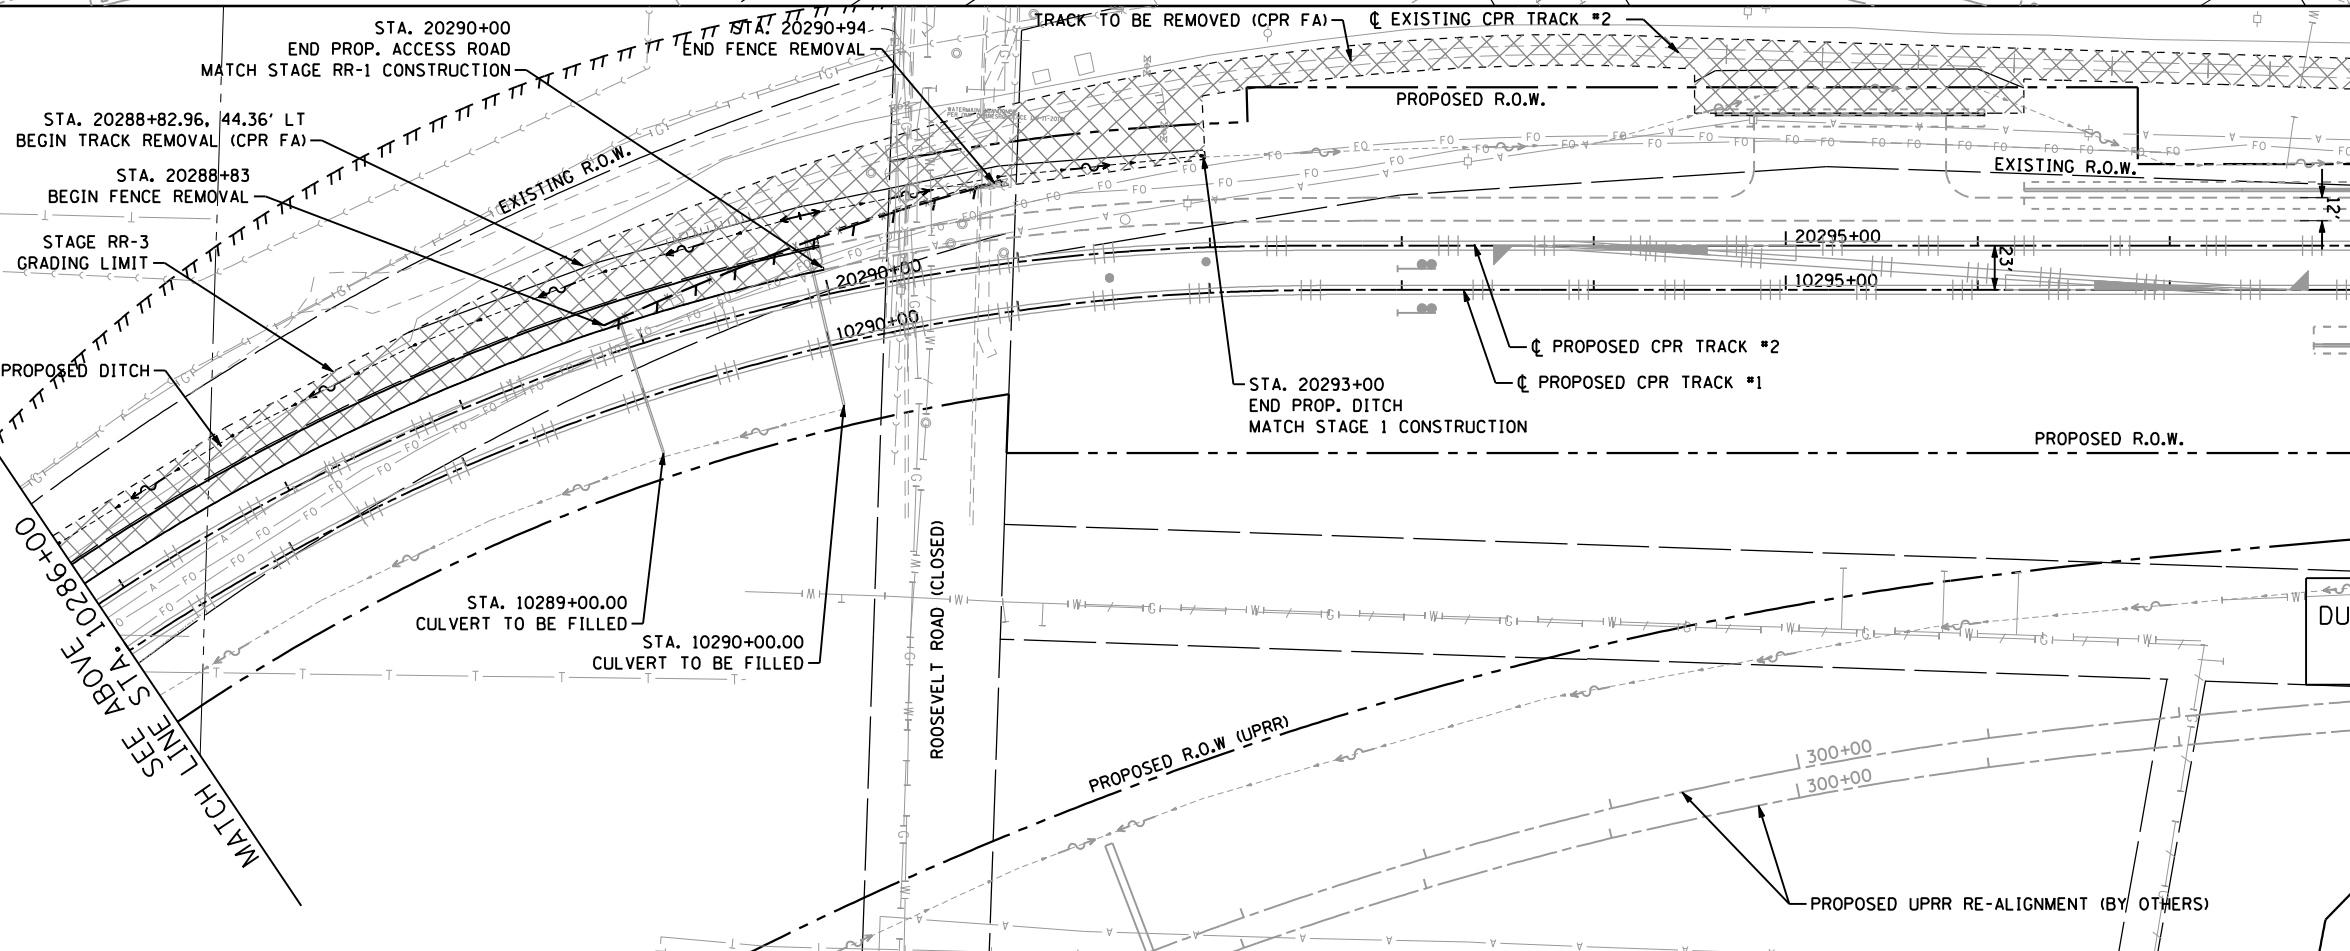 STA. 20290+00
END PROP. ACCESS ROAD
MATCH STAGE RR-1 CONSTRUCTION
STA. 20290+94
END FENCE REMOVAL
TRACK TO BE REMOVED (CPR FA)
℄ EXISTING CPR TRACK #2
STA. 20288+82.96, 44.36' LT
BEGIN TRACK REMOVAL (CPR FA)
STA. 20288+83
BEGIN FENCE REMOVAL
STAGE RR-3
GRADING LIMIT
PROPOSED DITCH
EXISTING R.O.W.
PROPOSED R.O.W.
EXISTING R.O.W.
12'
20290+00
10290+00
20295+00
10295+00
23'
℄ PROPOSED CPR TRACK #2
℄ PROPOSED CPR TRACK #1
STA. 20293+00
END PROP. DITCH
MATCH STAGE 1 CONSTRUCTION
PROPOSED R.O.W.
STA. 10289+00.00
CULVERT TO BE FILLED
STA. 10290+00.00
CULVERT TO BE FILLED
ROOSEVELT ROAD (CLOSED)
MATCH LINE STA. 10286+00
SEE ABOVE
PROPOSED R.O.W (UPRR)
300+00
300+00
PROPOSED UPRR RE-ALIGNMENT (BY OTHERS)
DU